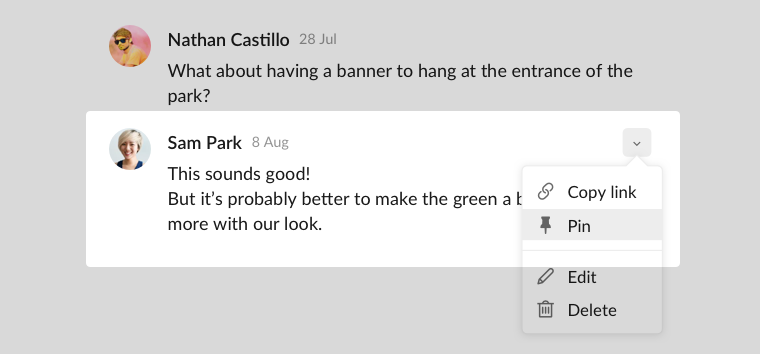 Nathan Castillo 28 Jul
What about having a banner to hang at the entrance of the
park?
Sam Park 8 Aug
This sounds good!
But it’s probably better to make the green a
more with our look.
Copy link
Pin
Edit
Delete